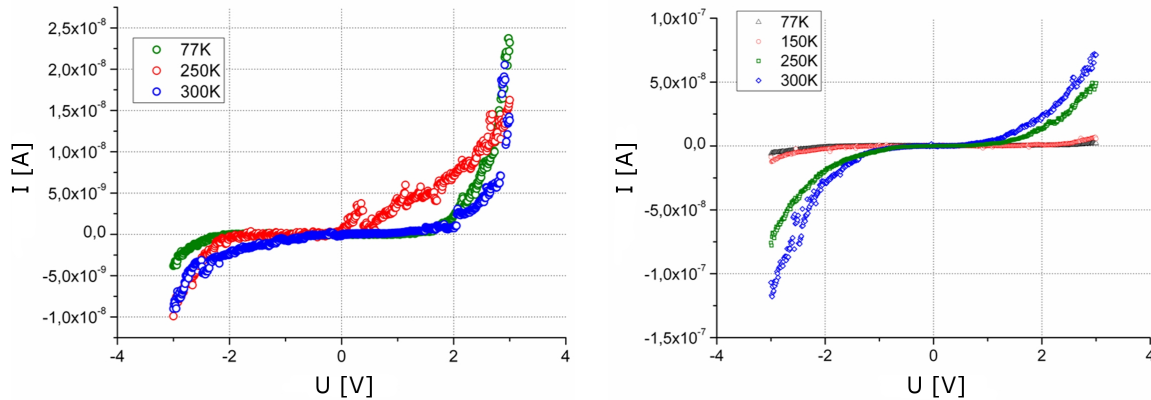 2,5x10⁻⁸
2,0x10⁻⁸
1,5x10⁻⁸
1,0x10⁻⁸
5,0x10⁻⁹
0,0
-5,0x10⁻⁹
-1,0x10⁻⁸
I [A]
77K
250K
300K
-4 -2 0 2 4
U [V]
1,0x10⁻⁷
5,0x10⁻⁸
0,0
-5,0x10⁻⁸
-1,0x10⁻⁷
-1,5x10⁻⁷
I [A]
77K
150K
250K
300K
-4 -2 0 2 4
U [V]